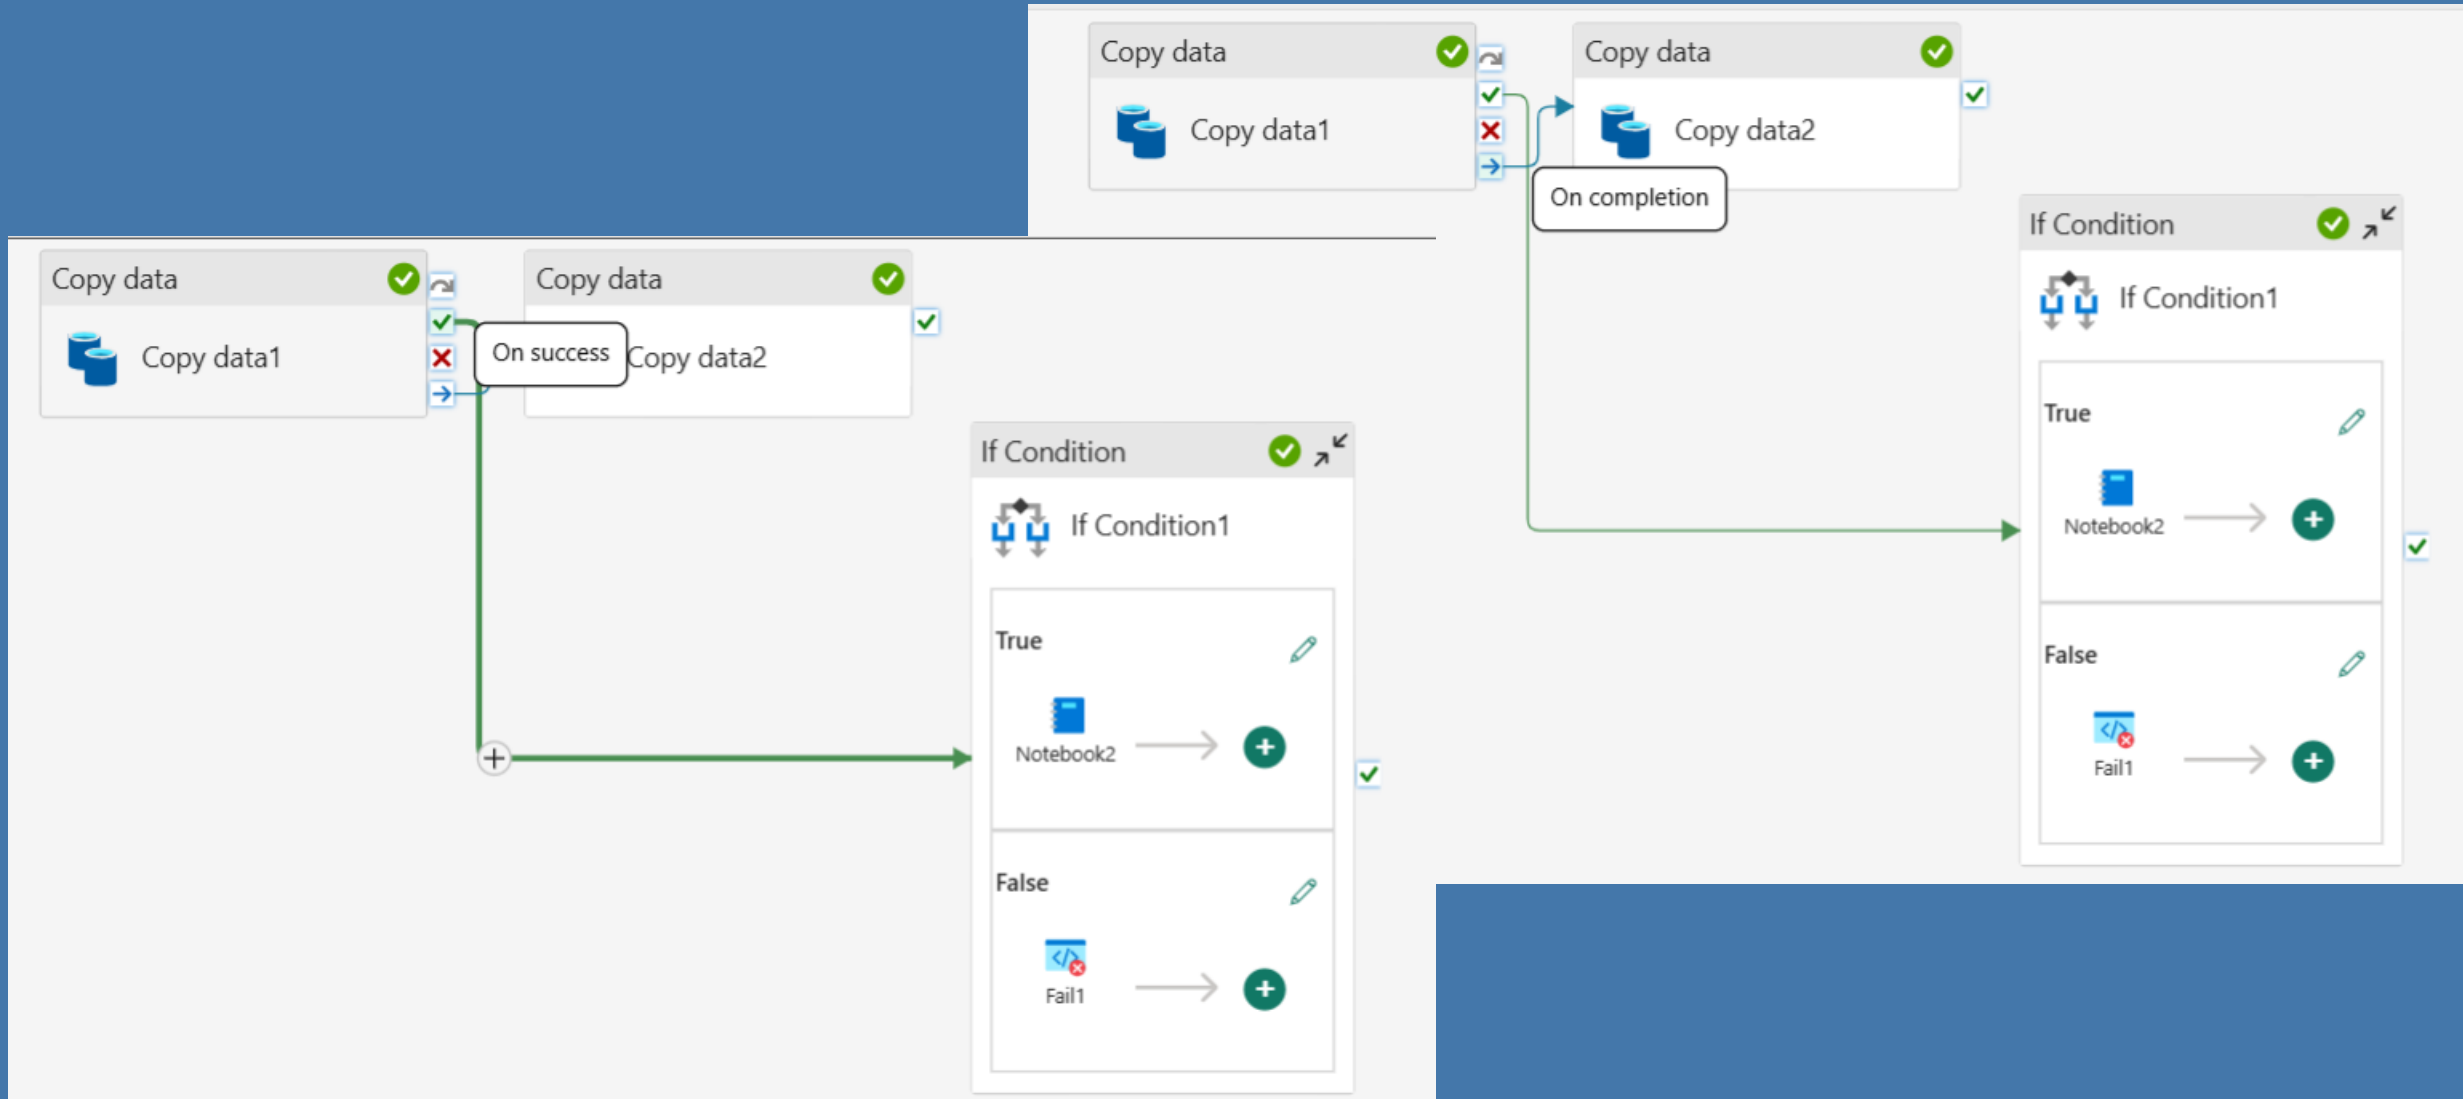 Copy data
Copy data1
Copy data
Copy data2
On completion
If Condition
If Condition1
True
Notebook2
False
Fail1
Copy data
Copy data1
Copy data
Copy data2
On success
If Condition
If Condition1
True
Notebook2
False
Fail1